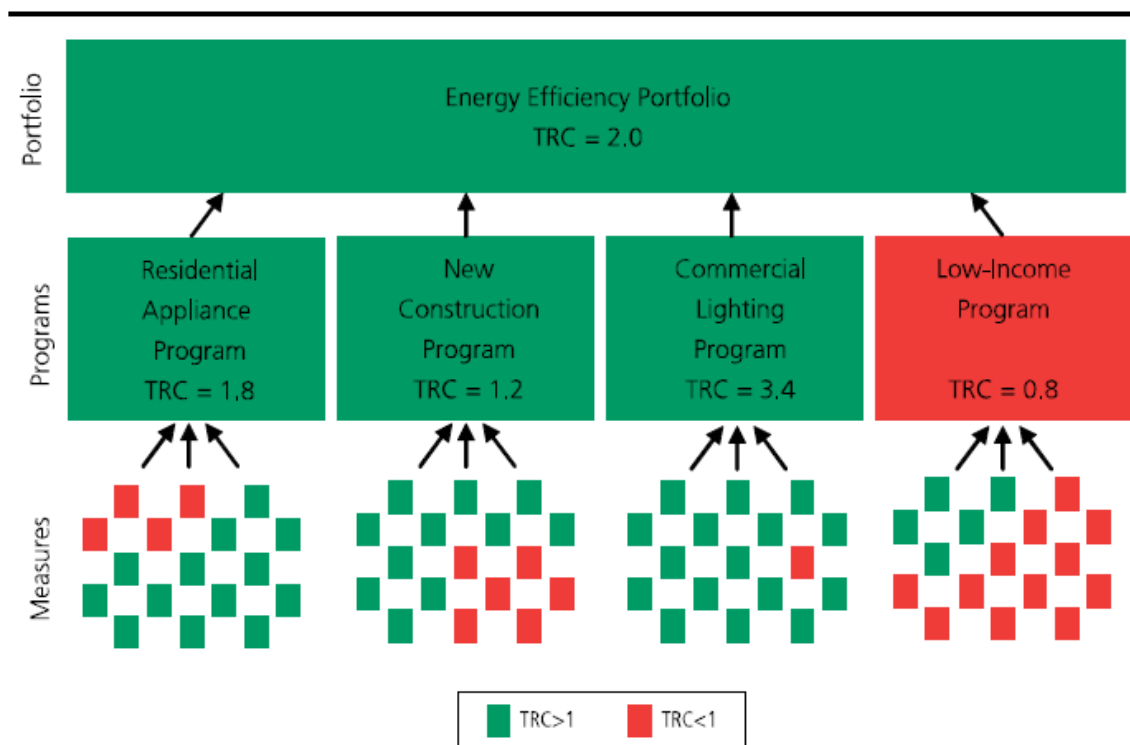 Portfolio
Energy Efficiency Portfolio
TRC = 2.0
Programs
Residential
Appliance
Program
TRC = 1.8
New
Construction
Program
TRC = 1.2
Commercial
Lighting
Program
TRC = 3.4
Low-Income
Program
TRC = 0.8
Measures
TRC>1
TRC<1